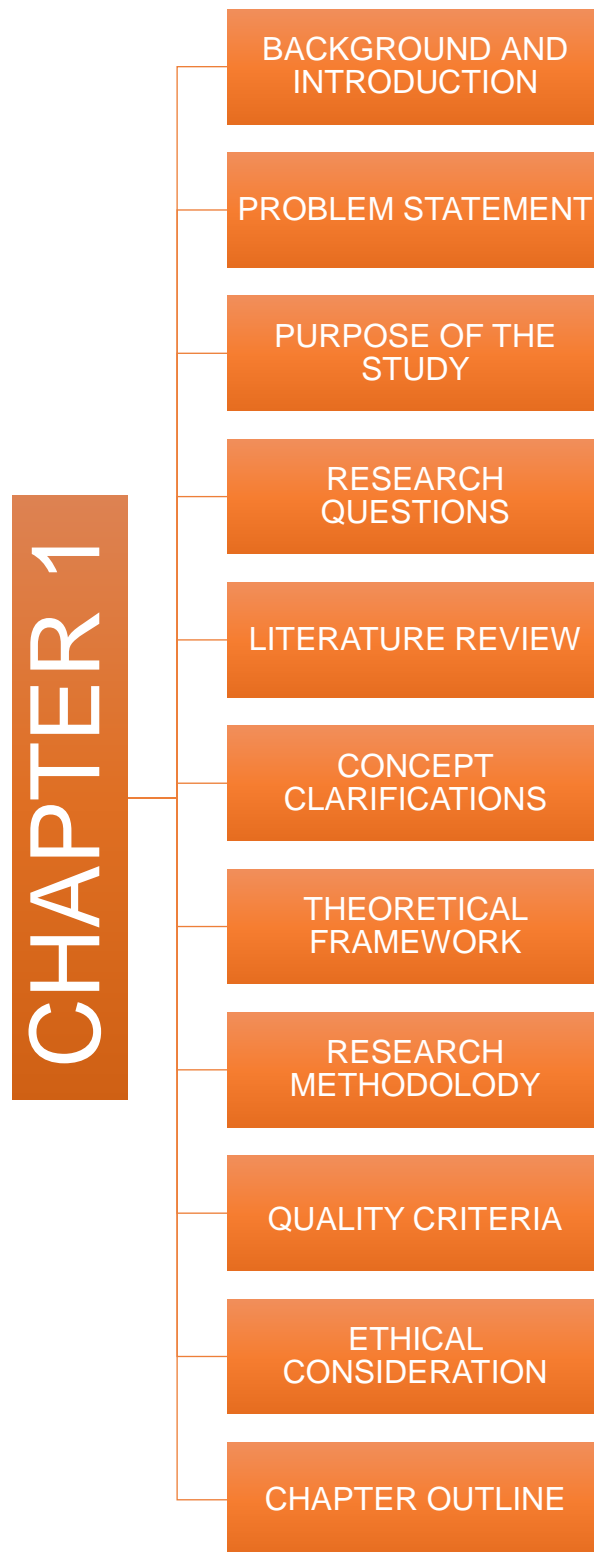 CHAPTER 1
BACKGROUND AND
INTRODUCTION
PROBLEM STATEMENT
PURPOSE OF THE
STUDY
RESEARCH
QUESTIONS
LITERATURE REVIEW
CONCEPT
CLARIFICATIONS
THEORETICAL
FRAMEWORK
RESEARCH
METHODOLODY
QUALITY CRITERIA
ETHICAL
CONSIDERATION
CHAPTER OUTLINE